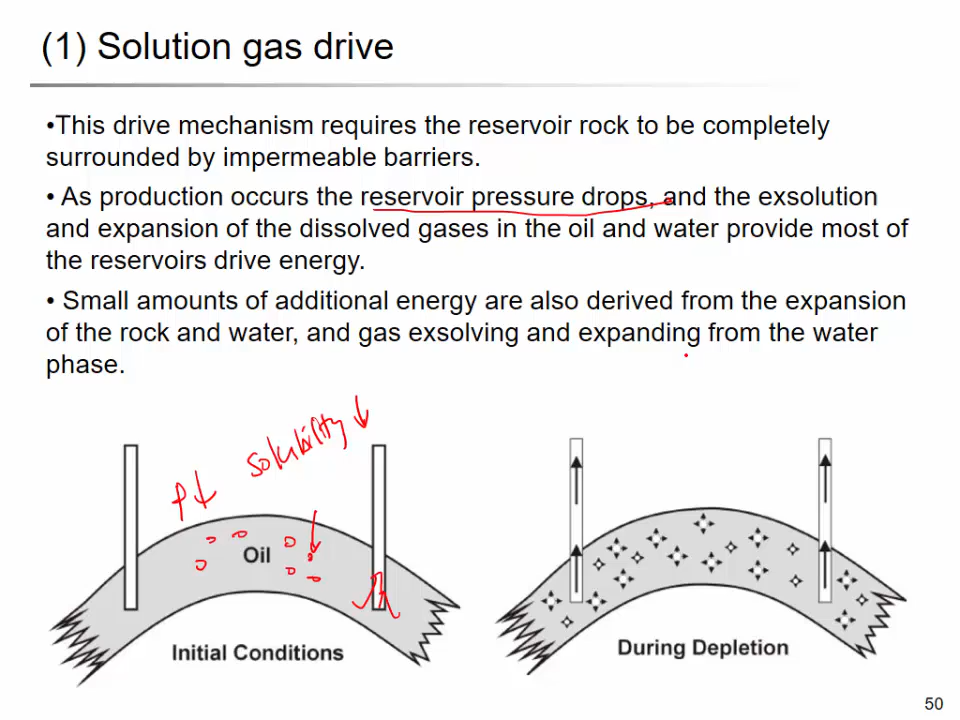 (1) Solution gas drive
•This drive mechanism requires the reservoir rock to be completely
surrounded by impermeable barriers.
• As production occurs the reservoir pressure drops, and the exsolution
and expansion of the dissolved gases in the oil and water provide most of
the reservoirs drive energy.
• Small amounts of additional energy are also derived from the expansion
of the rock and water, and gas exsolving and expanding from the water
phase.
P↓ solubility ↓
Oil
Initial Conditions
During Depletion
50